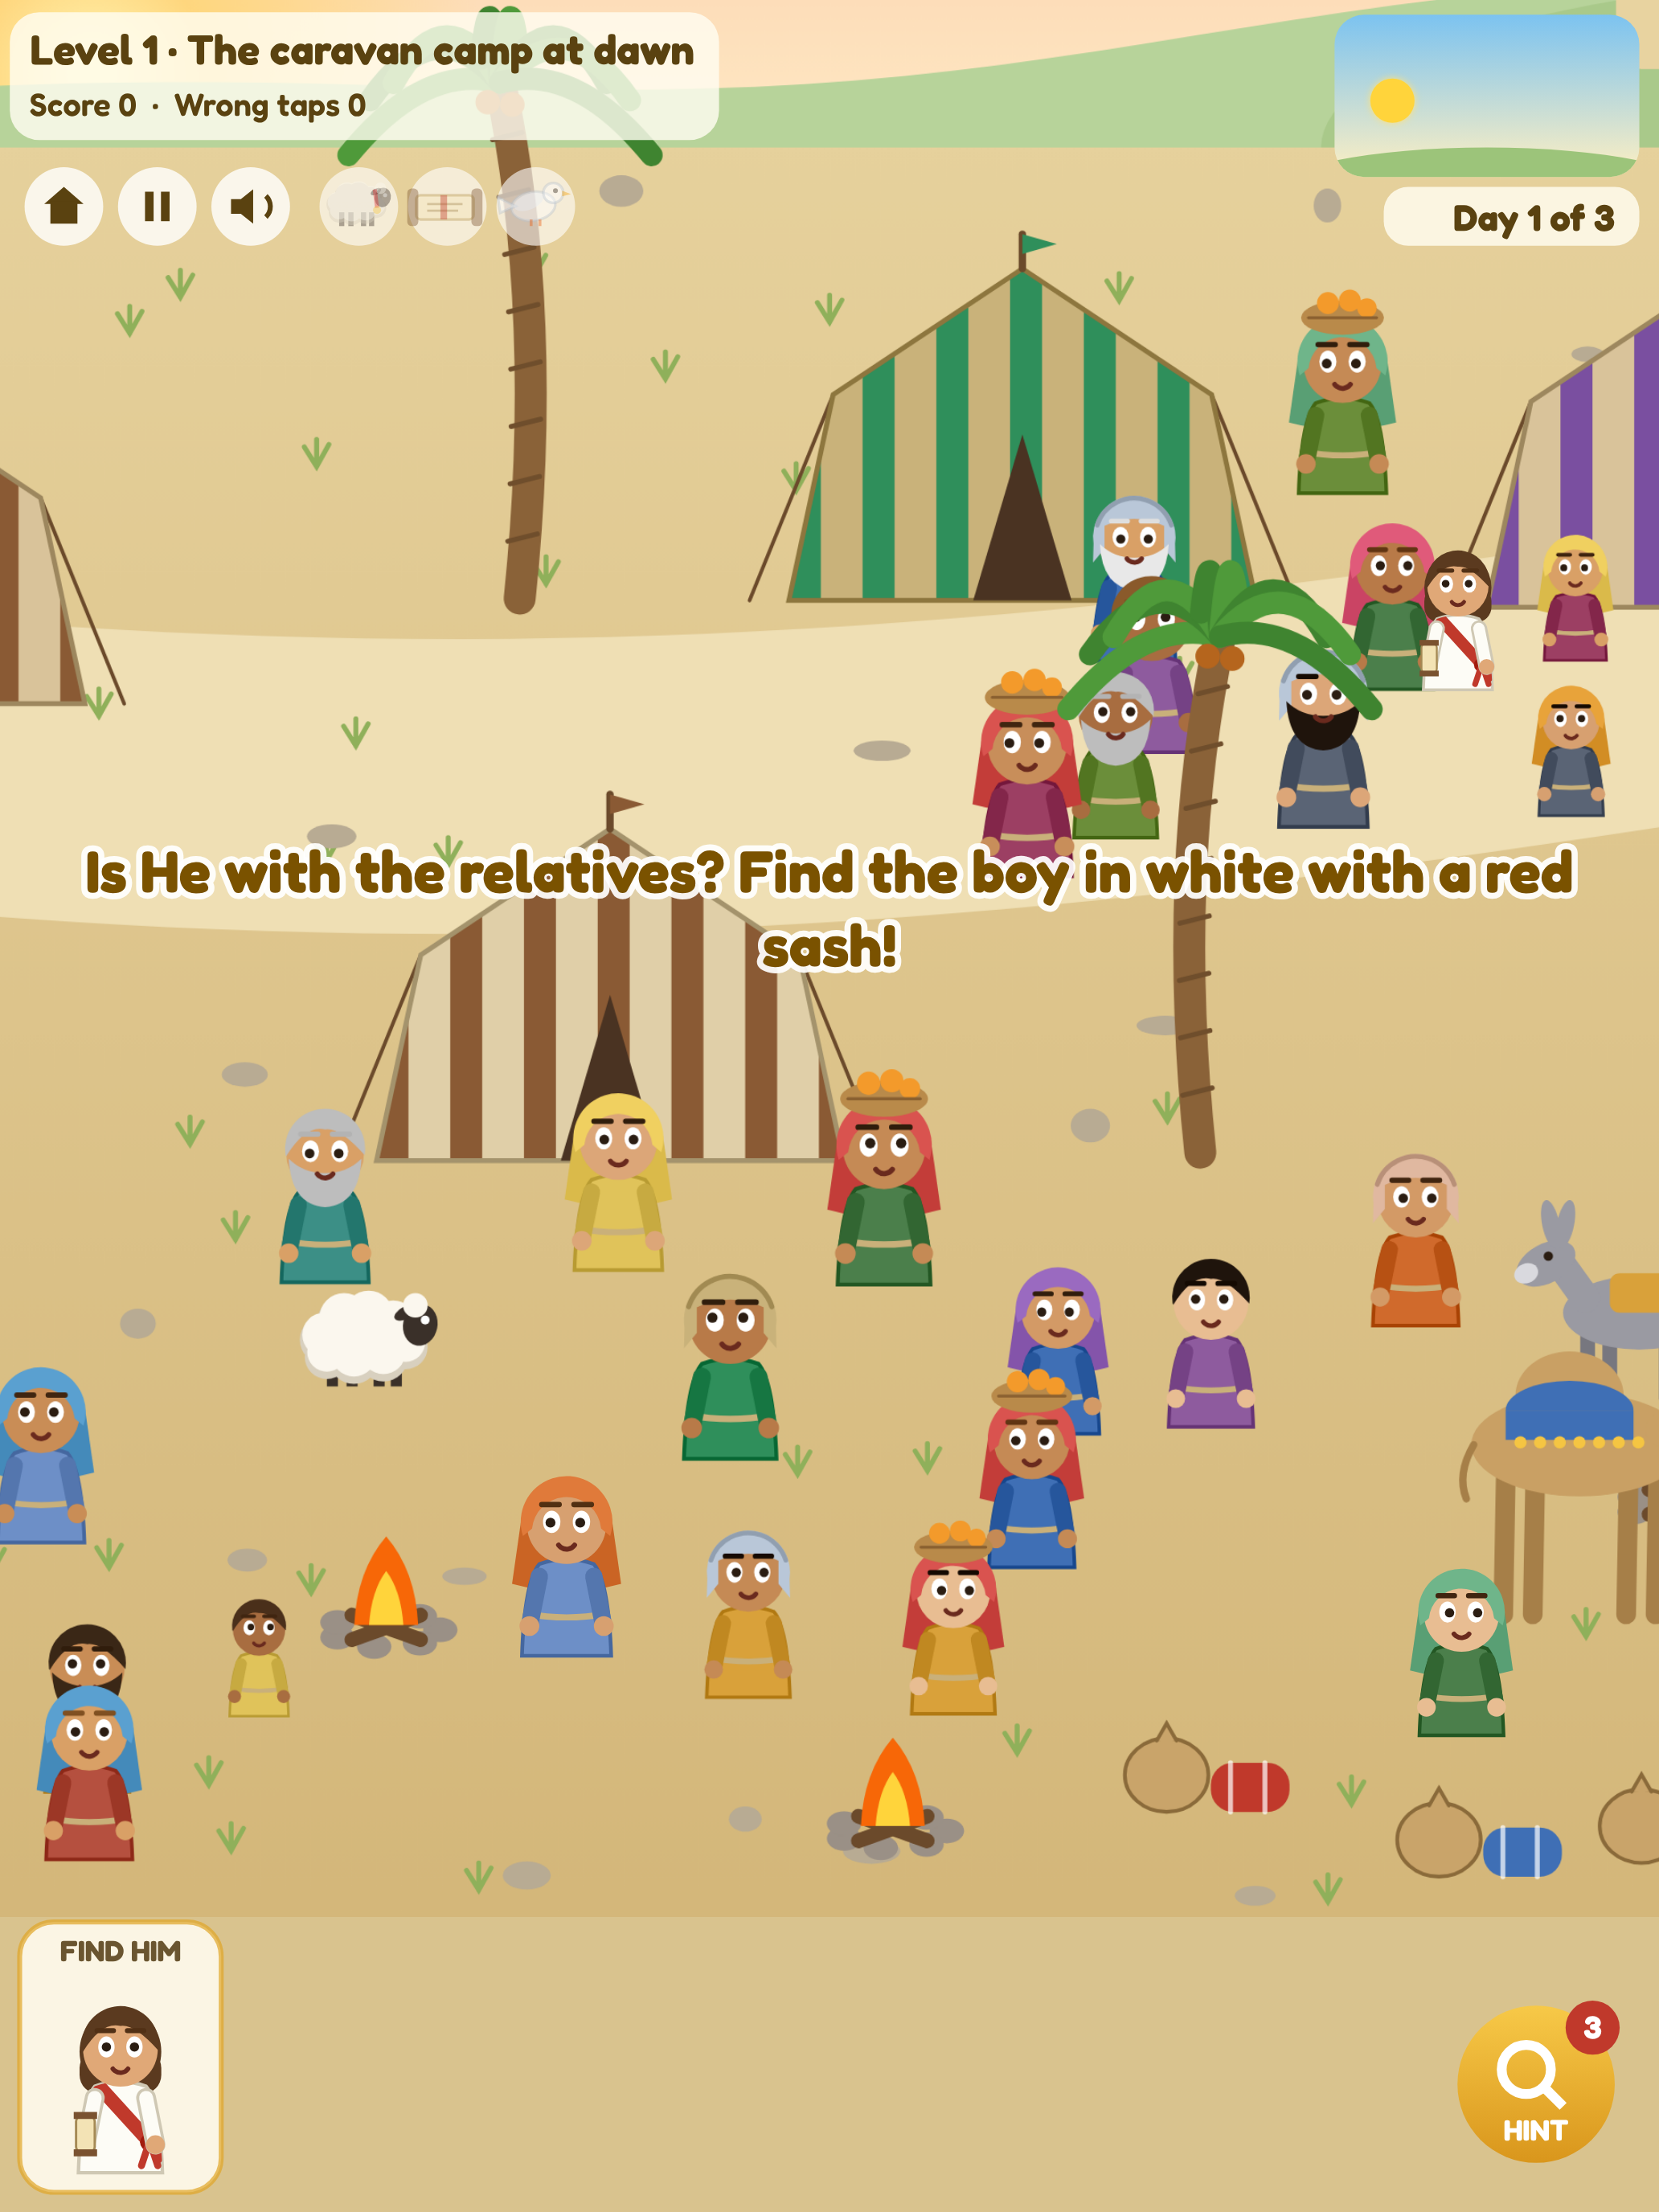 Level 1 · The caravan camp at dawn
Score 0 · Wrong taps 0
Day 1 of 3
Is He with the relatives? Find the boy in white with a red
sash!
FIND HIM
3
HINT